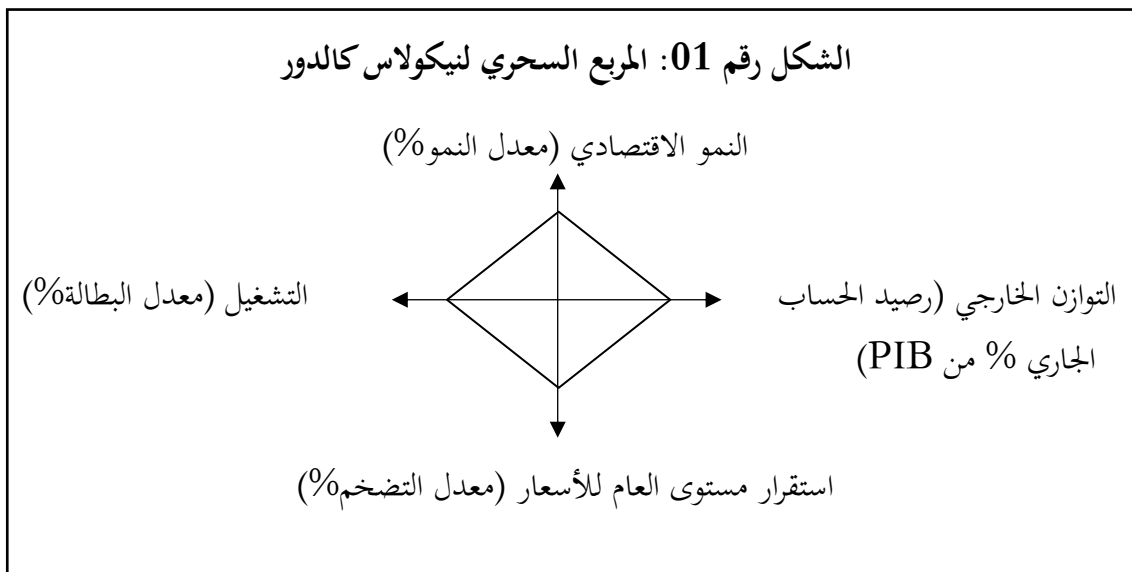 الشكل رقم 01: المربع السحري لنيكولاس كالدور
النمو الاقتصادي (معدل النمو%)
التوازن الخارجي (رصيد الحساب
الجاري % من PIB)
التشغيل (معدل البطالة%)
استقرار مستوى العام للأسعار (معدل التضخم%)